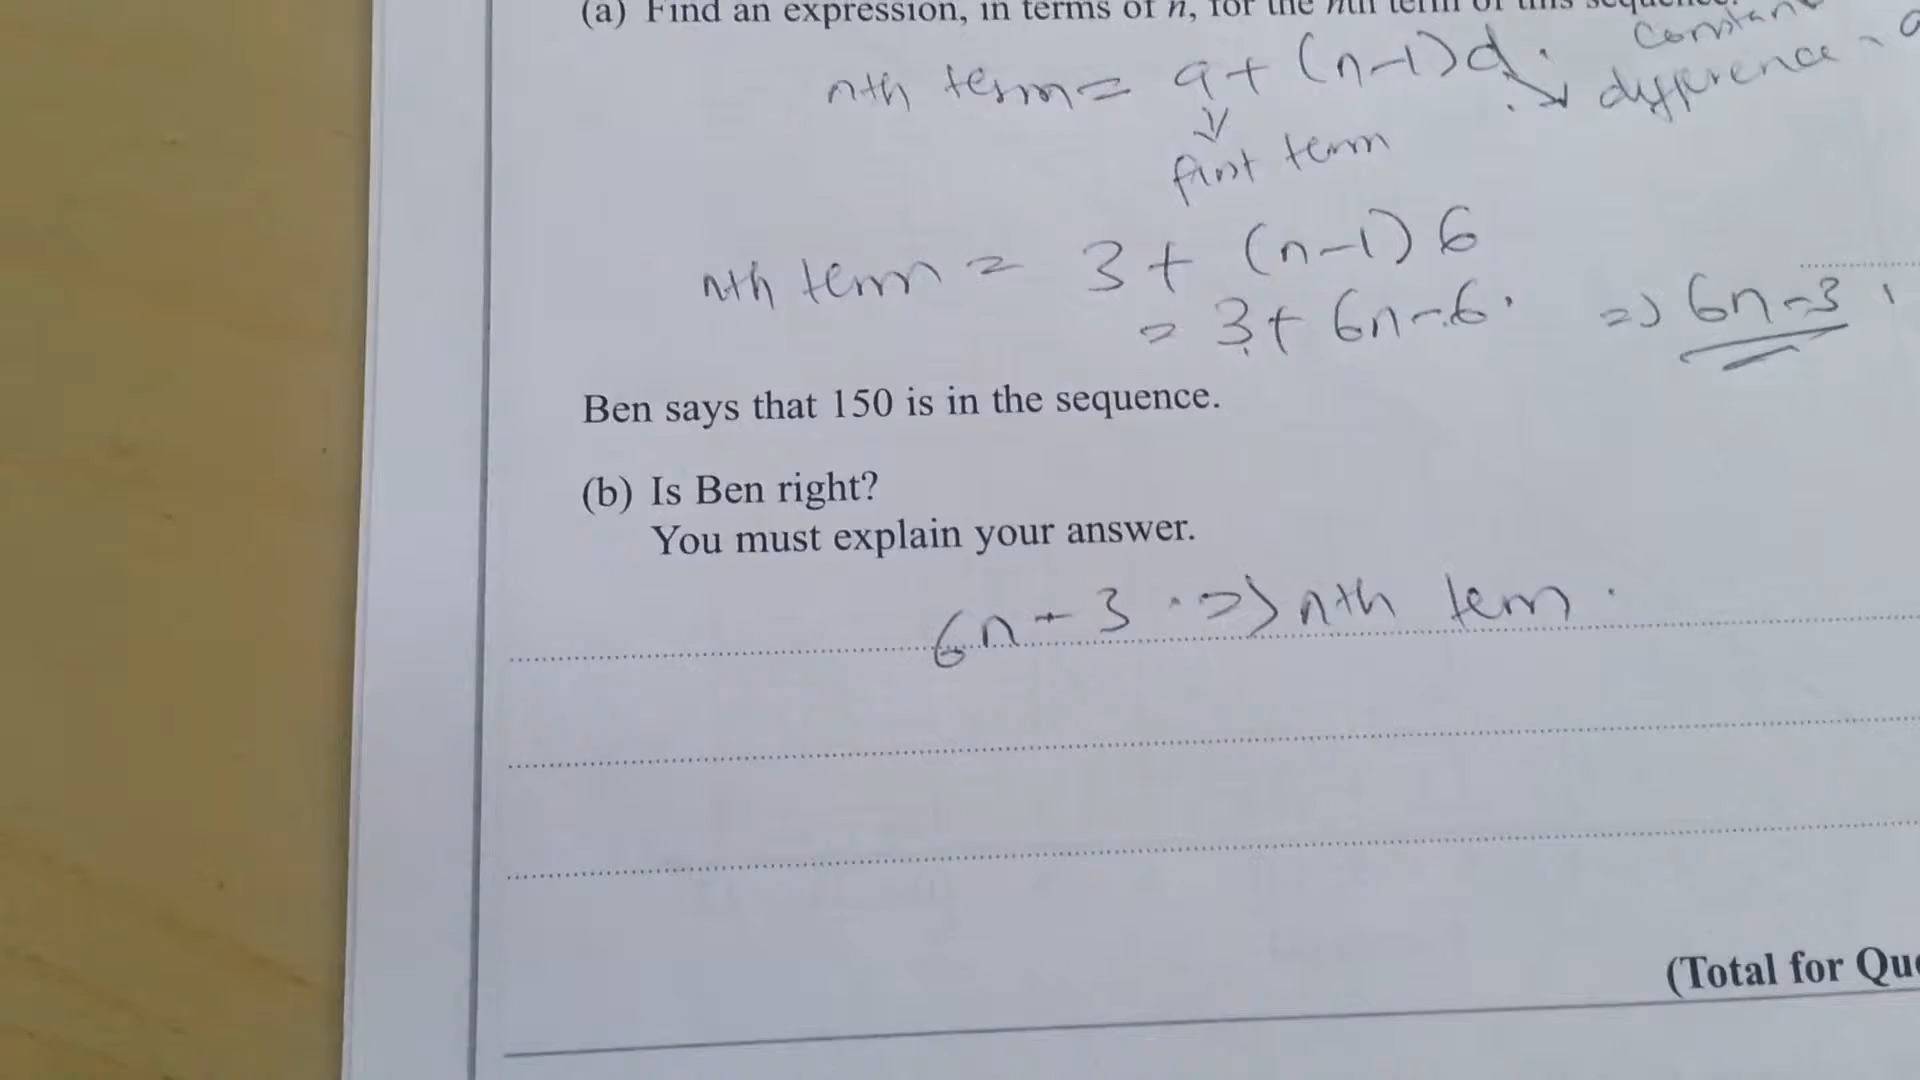 (a) Find an expression, in terms of n, for the nth term of this sequence.
nth term = a + (n-1)d.
difference =
↓
first term
nth term = 3 + (n-1) 6
= 3 + 6n - 6. => 6n - 3
Ben says that 150 is in the sequence.
(b) Is Ben right?
You must explain your answer.
6n - 3 . => nth term .
(Total for